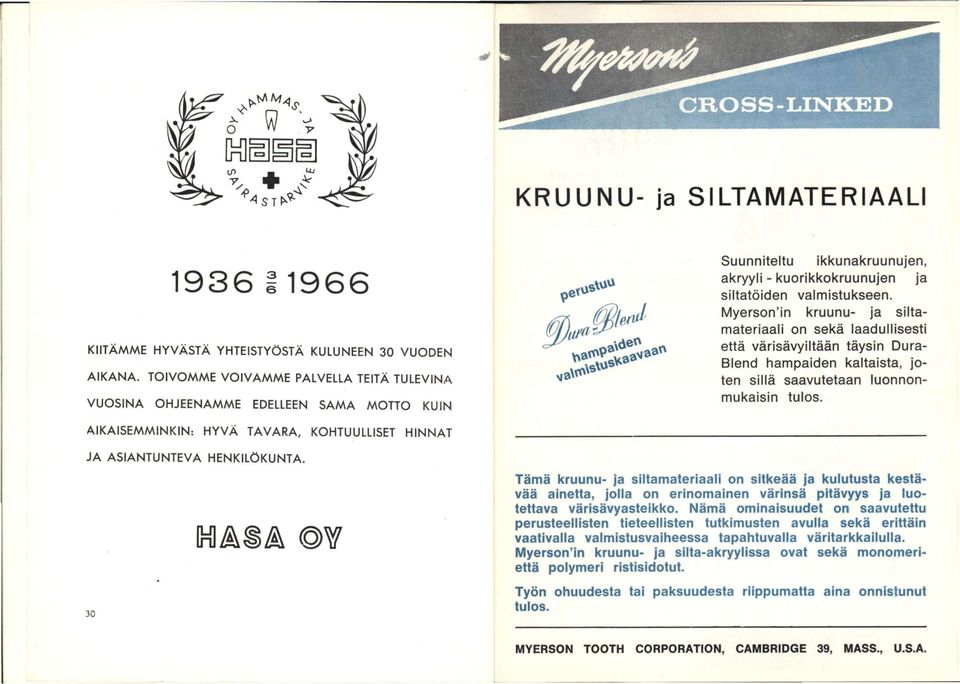 OY HAMMAS- JA
HaSa
SAIRASTARVIKE
1936 3/6 1966
KIITÄMME HYVÄSTÄ YHTEISTYÖSTÄ KULUNEEN 30 VUODEN
AIKANA. TOIVOMME VOIVAMME PALVELLA TEITÄ TULEVINA
VUOSINA OHJEENAMME EDELLEEN SAMA MOTTO KUIN
AIKAISEMMINKIN: HYVÄ TAVARA, KOHTUULLISET HINNAT
JA ASIANTUNTEVA HENKILÖKUNTA.
HASA OY
30
Myerson's
CROSS-LINKED
KRUUNU- ja SILTAMATERIAALI
perustuu
Dura-Blend
hampaiden
valmistuskaavaan
Suunniteltu ikkunakruunujen,
akryyli - kuorikkokruunujen ja
siltatöiden valmistukseen.
Myerson'in kruunu- ja silta-
materiaali on sekä laadullisesti
että värisävyiltään täysin Dura-
Blend hampaiden kaltaista, jo-
ten sillä saavutetaan luonnon-
mukaisin tulos.
Tämä kruunu- ja siltamateriaali on sitkeää ja kulutusta kestä-
vää ainetta, jolla on erinomainen värinsä pitävyys ja luo-
tettava värisävyasteikko. Nämä ominaisuudet on saavutettu
perusteellisten tieteellisten tutkimusten avulla sekä erittäin
vaativalla valmistusvaiheessa tapahtuvalla väritarkkailulla.
Myerson'in kruunu- ja silta-akryylissa ovat sekä monomeri-
että polymeri ristisidotut.
Työn ohuudesta tai paksuudesta riippumatta aina onnistunut
tulos.
MYERSON TOOTH CORPORATION, CAMBRIDGE 39, MASS., U.S.A.